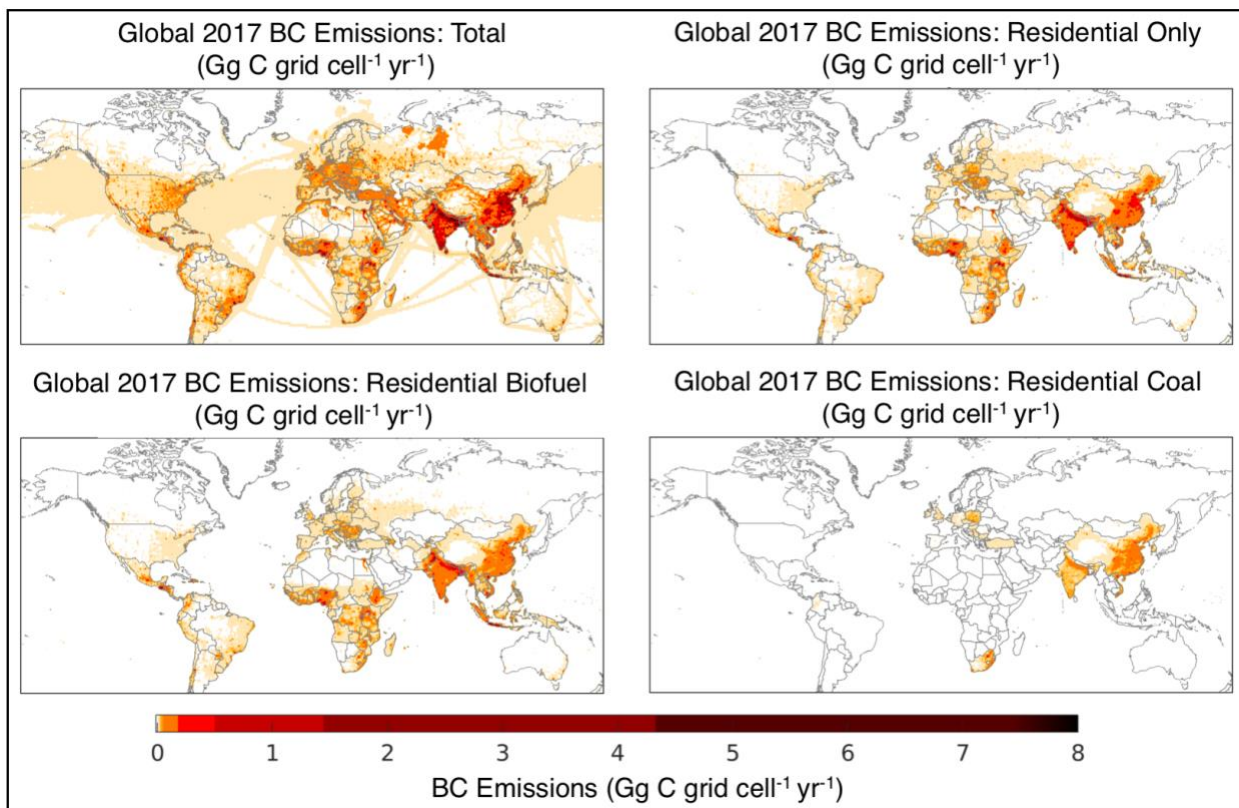 Global 2017 BC Emissions: Total
(Gg C grid cell⁻¹ yr⁻¹)
Global 2017 BC Emissions: Residential Only
(Gg C grid cell⁻¹ yr⁻¹)
Global 2017 BC Emissions: Residential Biofuel
(Gg C grid cell⁻¹ yr⁻¹)
Global 2017 BC Emissions: Residential Coal
(Gg C grid cell⁻¹ yr⁻¹)
0 1 2 3 4 5 6 7 8
BC Emissions (Gg C grid cell⁻¹ yr⁻¹)